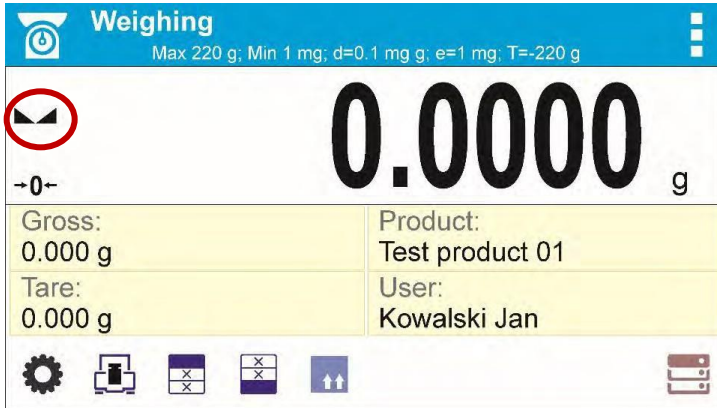 Weighing
Max 220 g; Min 1 mg; d=0.1 mg g; e=1 mg; T=-220 g
0.0000 g
→0←
Gross:
0.000 g
Product:
Test product 01
Tare:
0.000 g
User:
Kowalski Jan